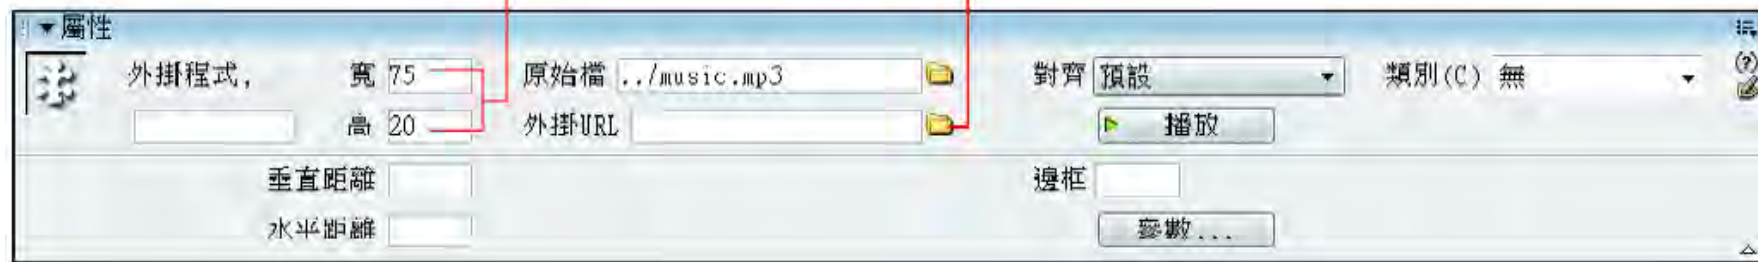 屬性
外掛程式, 寬 75 原始檔 ../music.mp3 對齊 預設 類別(C) 無
高 20 外掛URL 播放
垂直距離 邊框
水平距離 參數...